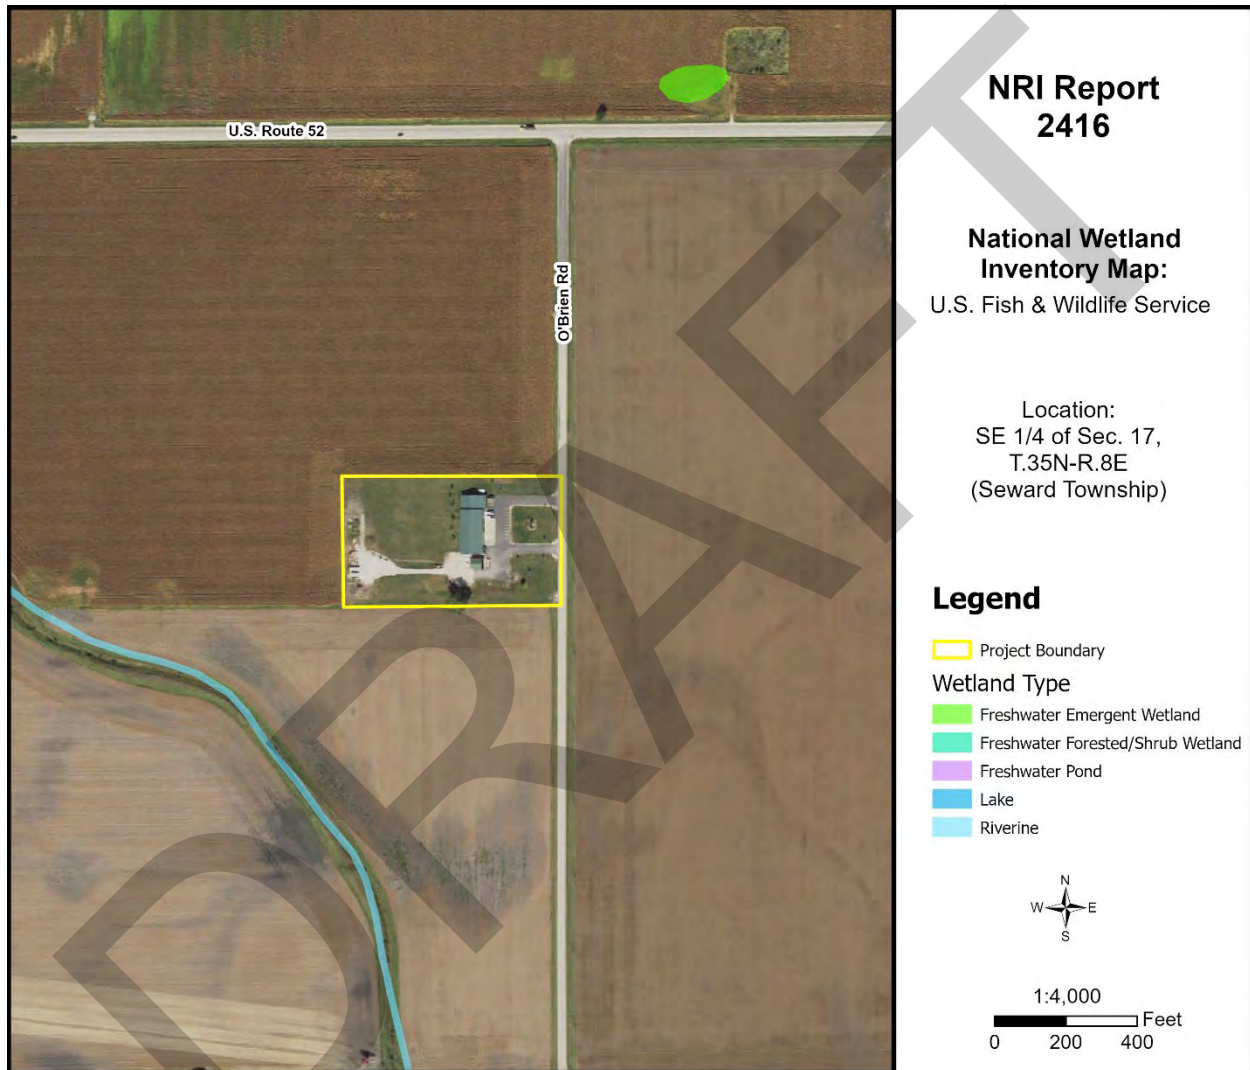 U.S. Route 52
O'Brien Rd
DRAFT
NRI Report
2416
National Wetland
Inventory Map:
U.S. Fish & Wildlife Service
Location:
SE 1/4 of Sec. 17,
T.35N-R.8E
(Seward Township)
Legend
Project Boundary
Wetland Type
Freshwater Emergent Wetland
Freshwater Forested/Shrub Wetland
Freshwater Pond
Lake
Riverine
N
W E
S
1:4,000
Feet
0 200 400